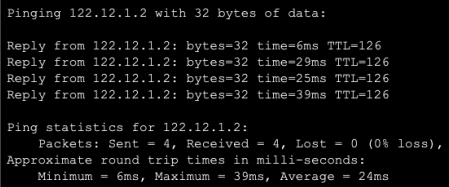 Pinging 122.12.1.2 with 32 bytes of data:
Reply from 122.12.1.2: bytes=32 time=6ms TTL=126
Reply from 122.12.1.2: bytes=32 time=29ms TTL=126
Reply from 122.12.1.2: bytes=32 time=25ms TTL=126
Reply from 122.12.1.2: bytes=32 time=39ms TTL=126
Ping statistics for 122.12.1.2:
Packets: Sent = 4, Received = 4, Lost = 0 (0% loss),
Approximate round trip times in milli-seconds:
Minimum = 6ms, Maximum = 39ms, Average = 24ms